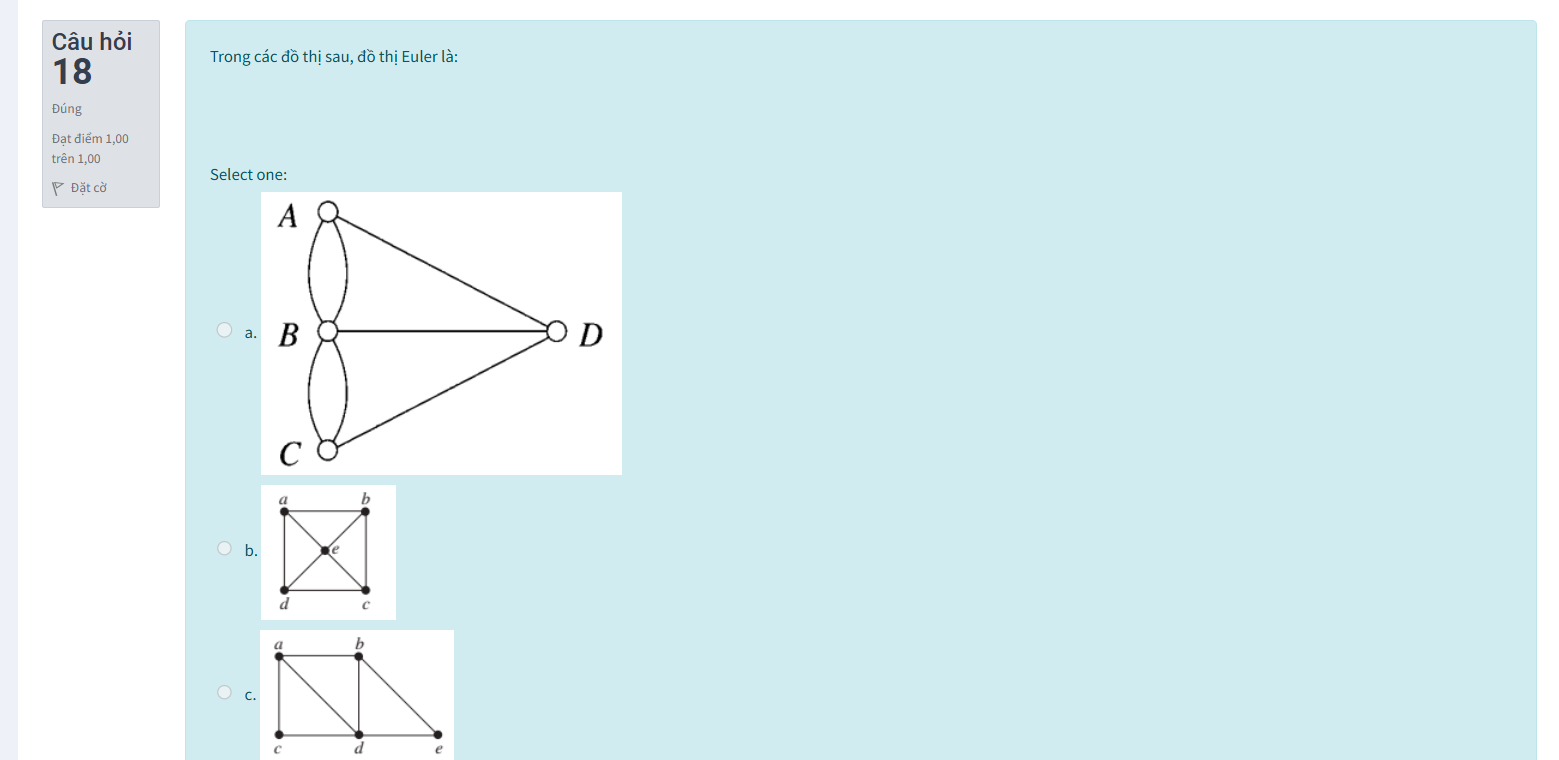 Câu hỏi
18
Đúng
Đạt điểm 1,00
trên 1,00
Đặt cờ
Trong các đồ thị sau, đồ thị Euler là:
Select one:
a.
A
B
D
C
b.
a b
e
d c
c.
a b
c d e